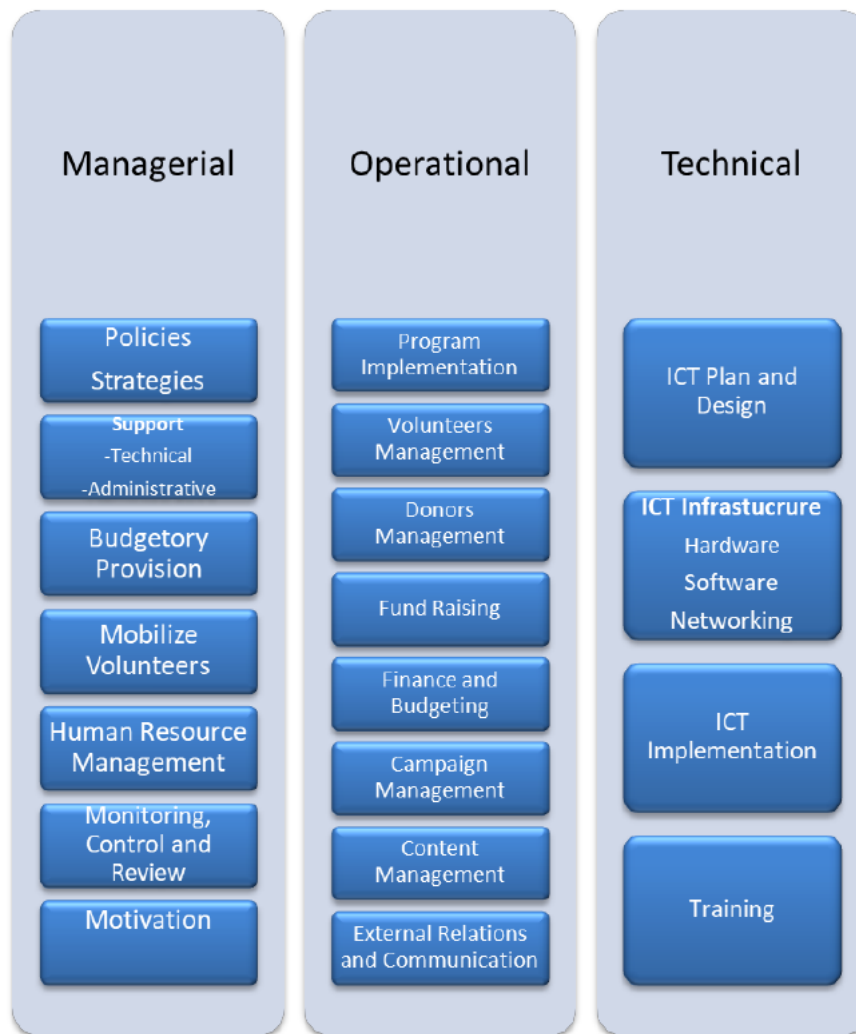 Managerial
Policies
Strategies
Support
-Technical
-Administrative
Budgetory
Provision
Mobilize
Volunteers
Human Resource
Management
Monitoring,
Control and
Review
Motivation
Operational
Program
Implementation
Volunteers
Management
Donors
Management
Fund Raising
Finance and
Budgeting
Campaign
Management
Content
Management
External Relations
and Communication
Technical
ICT Plan and
Design
ICT Infrastucrure
Hardware
Software
Networking
ICT
Implementation
Training